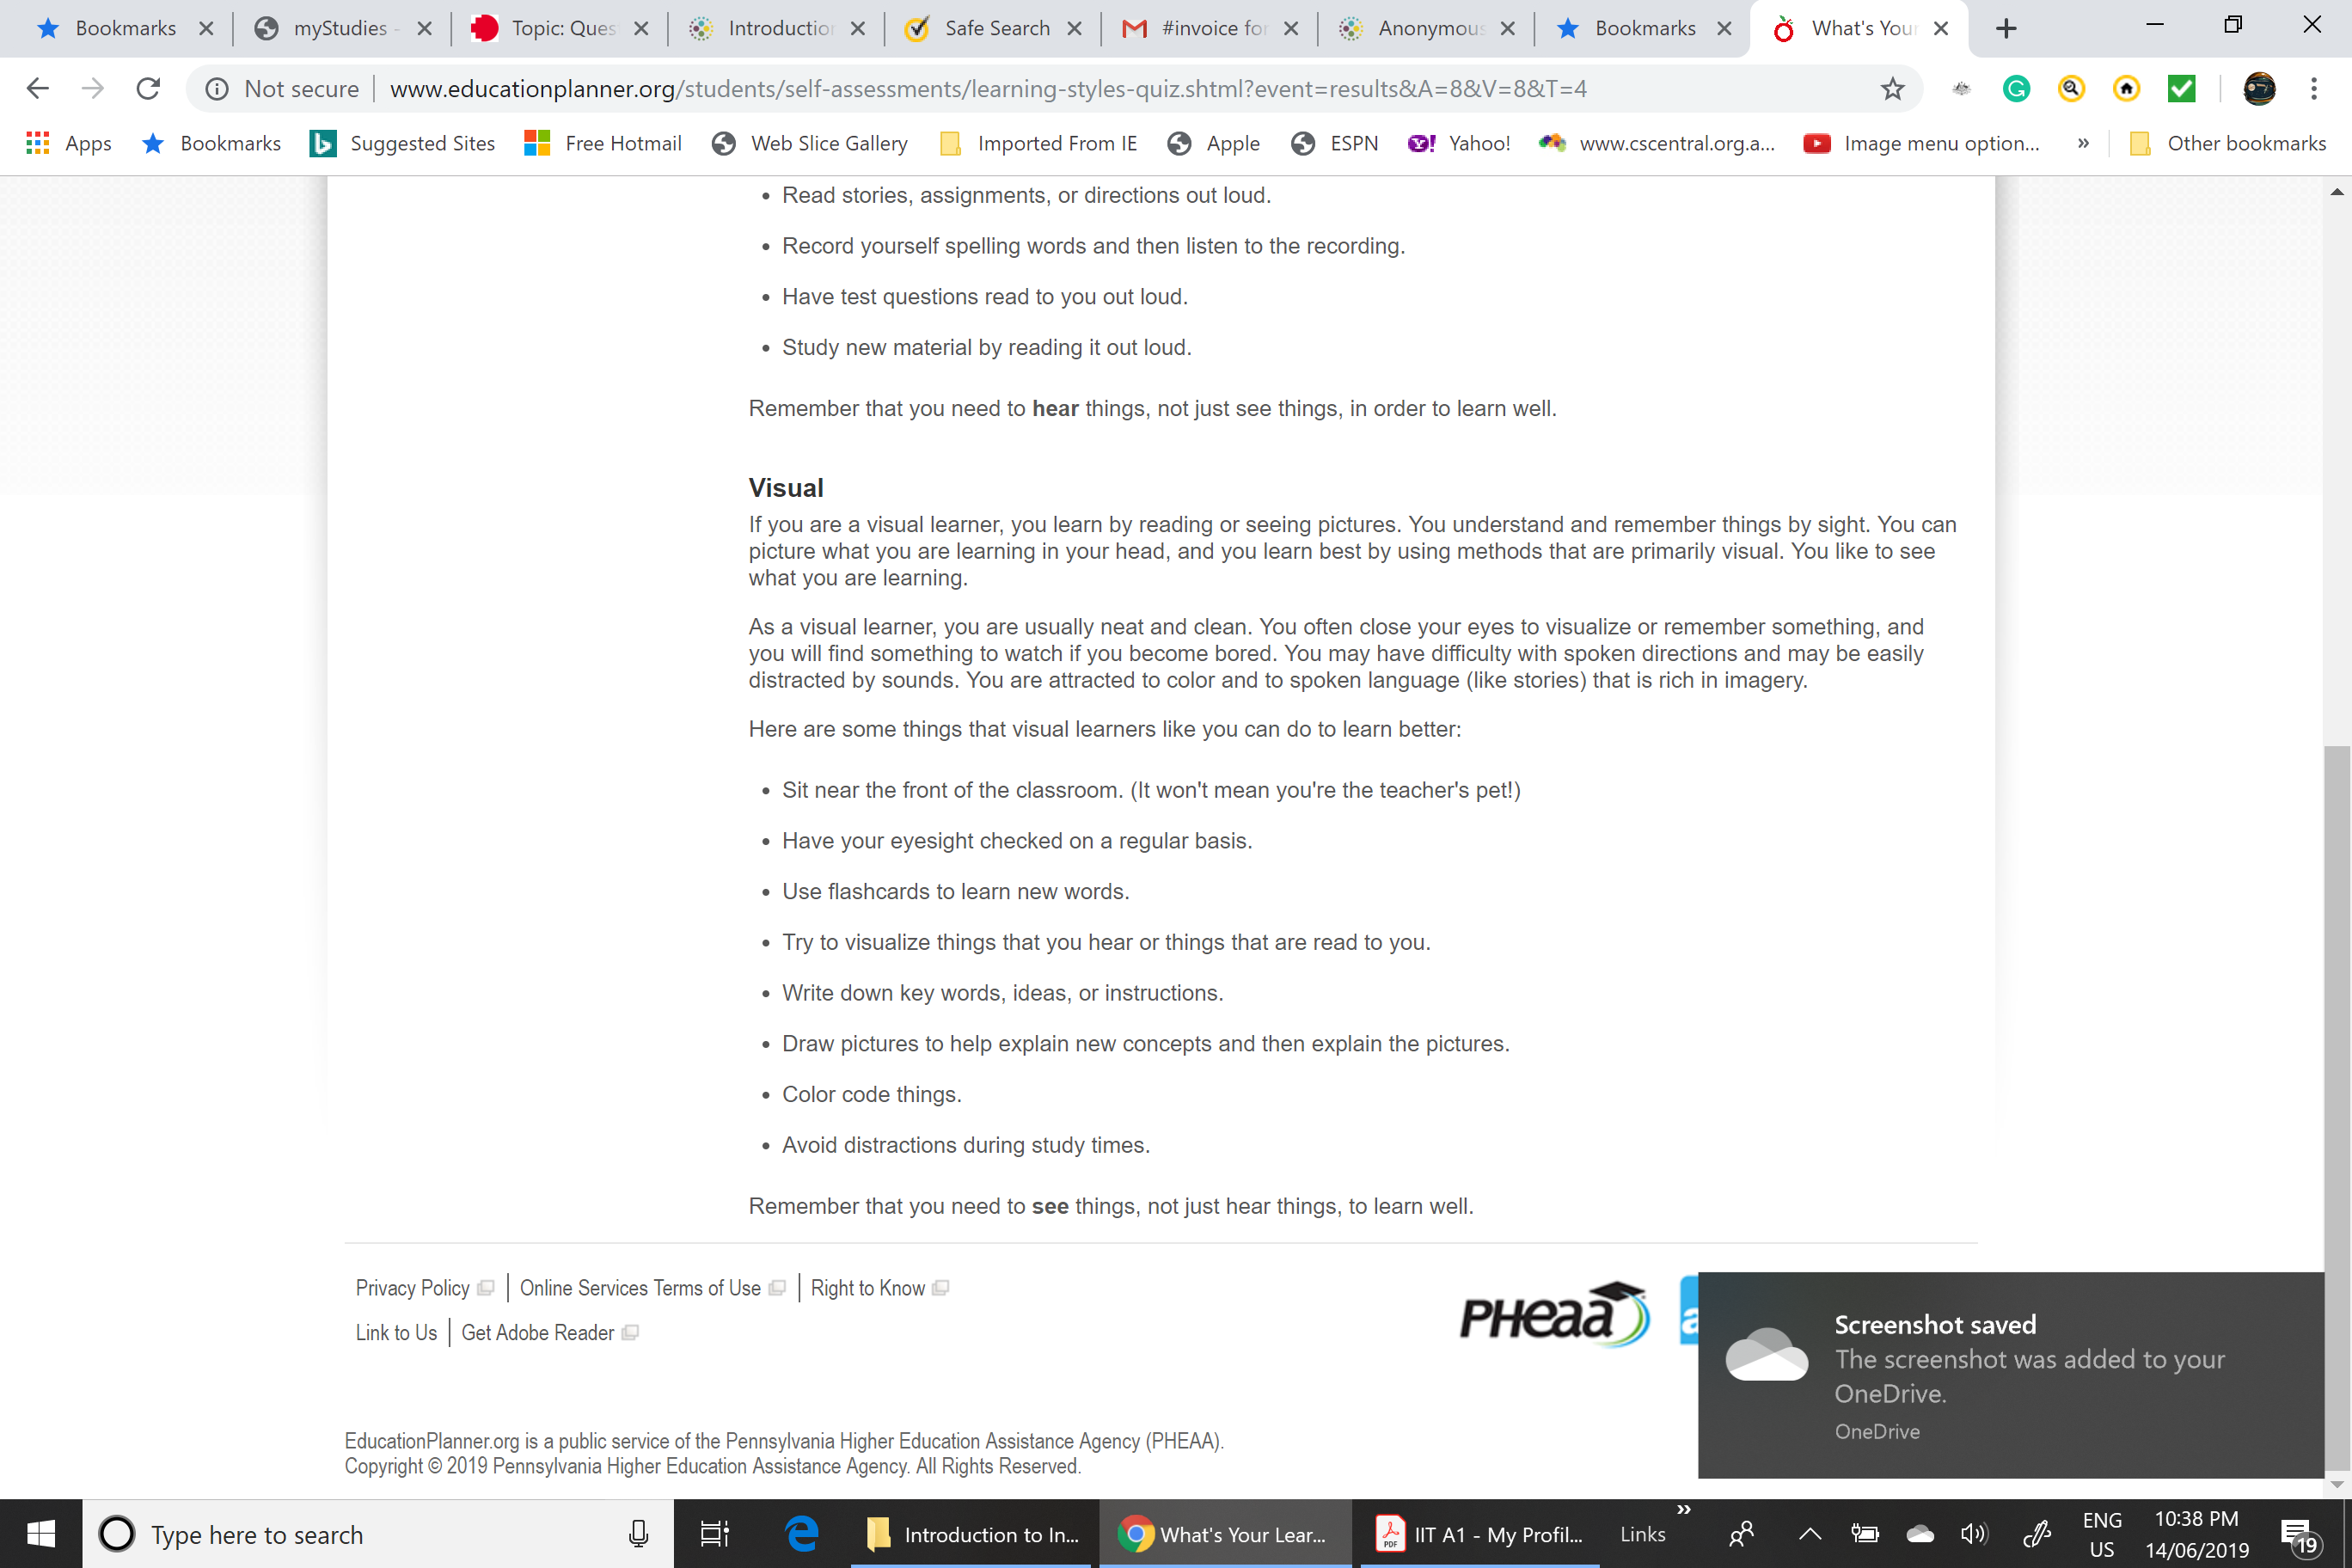 Bookmarks
myStudies -
Topic: Ques
Introduction
Safe Search
#invoice for
Anonymous
Bookmarks
What's Your
Not secure | www.educationplanner.org/students/self-assessments/learning-styles-quiz.shtml?event=results&A=8&V=8&T=4
Apps Bookmarks Suggested Sites Free Hotmail Web Slice Gallery Imported From IE Apple ESPN Yahoo! www.cscentral.org.a... Image menu option... » Other bookmarks
• Read stories, assignments, or directions out loud.
• Record yourself spelling words and then listen to the recording.
• Have test questions read to you out loud.
• Study new material by reading it out loud.
Remember that you need to hear things, not just see things, in order to learn well.
Visual
If you are a visual learner, you learn by reading or seeing pictures. You understand and remember things by sight. You can
picture what you are learning in your head, and you learn best by using methods that are primarily visual. You like to see
what you are learning.
As a visual learner, you are usually neat and clean. You often close your eyes to visualize or remember something, and
you will find something to watch if you become bored. You may have difficulty with spoken directions and may be easily
distracted by sounds. You are attracted to color and to spoken language (like stories) that is rich in imagery.
Here are some things that visual learners like you can do to learn better:
• Sit near the front of the classroom. (It won't mean you're the teacher's pet!)
• Have your eyesight checked on a regular basis.
• Use flashcards to learn new words.
• Try to visualize things that you hear or things that are read to you.
• Write down key words, ideas, or instructions.
• Draw pictures to help explain new concepts and then explain the pictures.
• Color code things.
• Avoid distractions during study times.
Remember that you need to see things, not just hear things, to learn well.
Privacy Policy | Online Services Terms of Use | Right to Know
Link to Us | Get Adobe Reader
PHEAA
a
Screenshot saved
The screenshot was added to your
OneDrive.
OneDrive
EducationPlanner.org is a public service of the Pennsylvania Higher Education Assistance Agency (PHEAA).
Copyright © 2019 Pennsylvania Higher Education Assistance Agency. All Rights Reserved.
Type here to search
Introduction to In...
What's Your Lear...
PDF
IIT A1 - My Profil...
Links »
ENG
US
10:38 PM
14/06/2019
19